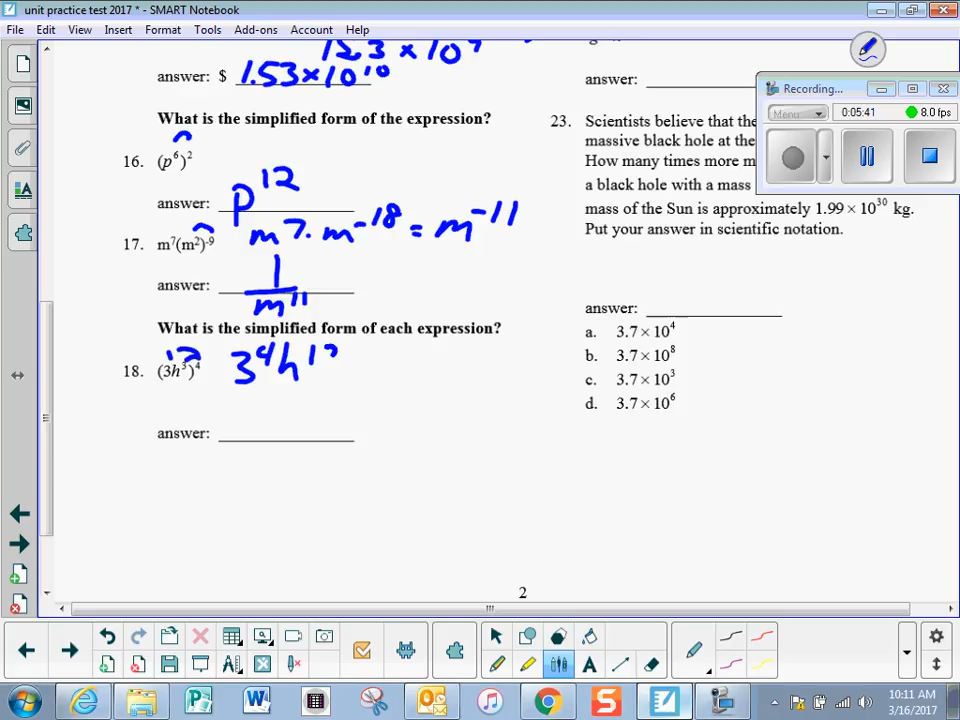 unit practice test 2017 * - SMART Notebook
File Edit View Insert Format Tools Add-ons Account Help
12.3 × 10
answer: $ 1.53×10¹⁰
What is the simplified form of the expression?
16. (p⁶)²
answer: p¹²
m⁷·m⁻¹⁸ = m⁻¹¹
17. m⁷(m²)⁻⁹
answer: 1/m¹¹
What is the simplified form of each expression?
18. (3h³)⁴ 3⁴h¹²
answer:
answer:
23. Scientists believe that the
massive black hole at the
How many times more m
a black hole with a mass
mass of the Sun is approximately 1.99 × 10³⁰ kg.
Put your answer in scientific notation.
answer:
a. 3.7 × 10⁴
b. 3.7 × 10⁸
c. 3.7 × 10³
d. 3.7 × 10⁶
2
Recording...
Menu 0:05:41 8.0 fps
10:11 AM
3/16/2017